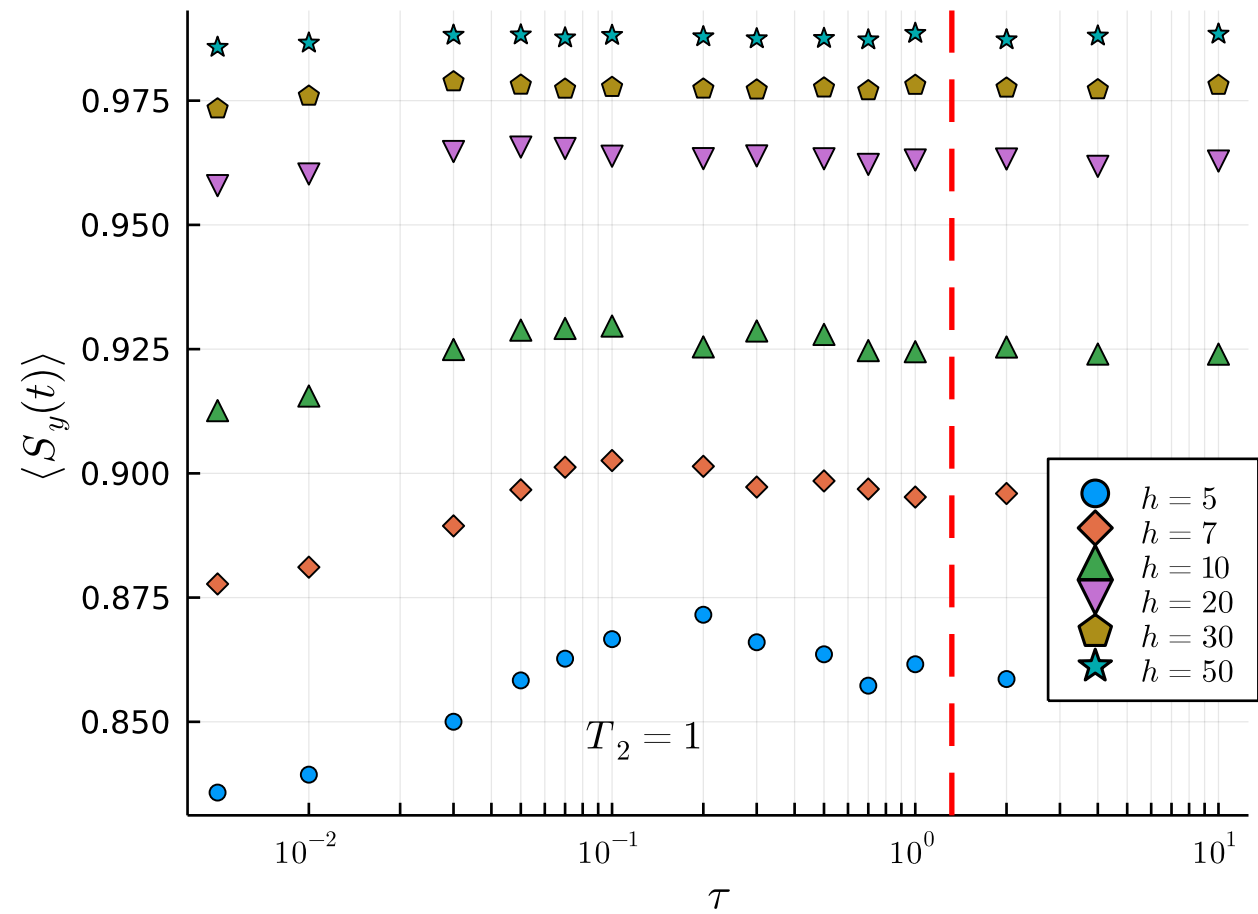 0.975
0.950
0.925
0.900
0.875
0.850
⟨S_y(t)⟩
T_2 = 1
h = 5
h = 7
h = 10
h = 20
h = 30
h = 50
10^{-2} 10^{-1} 10^0 10^1
τ